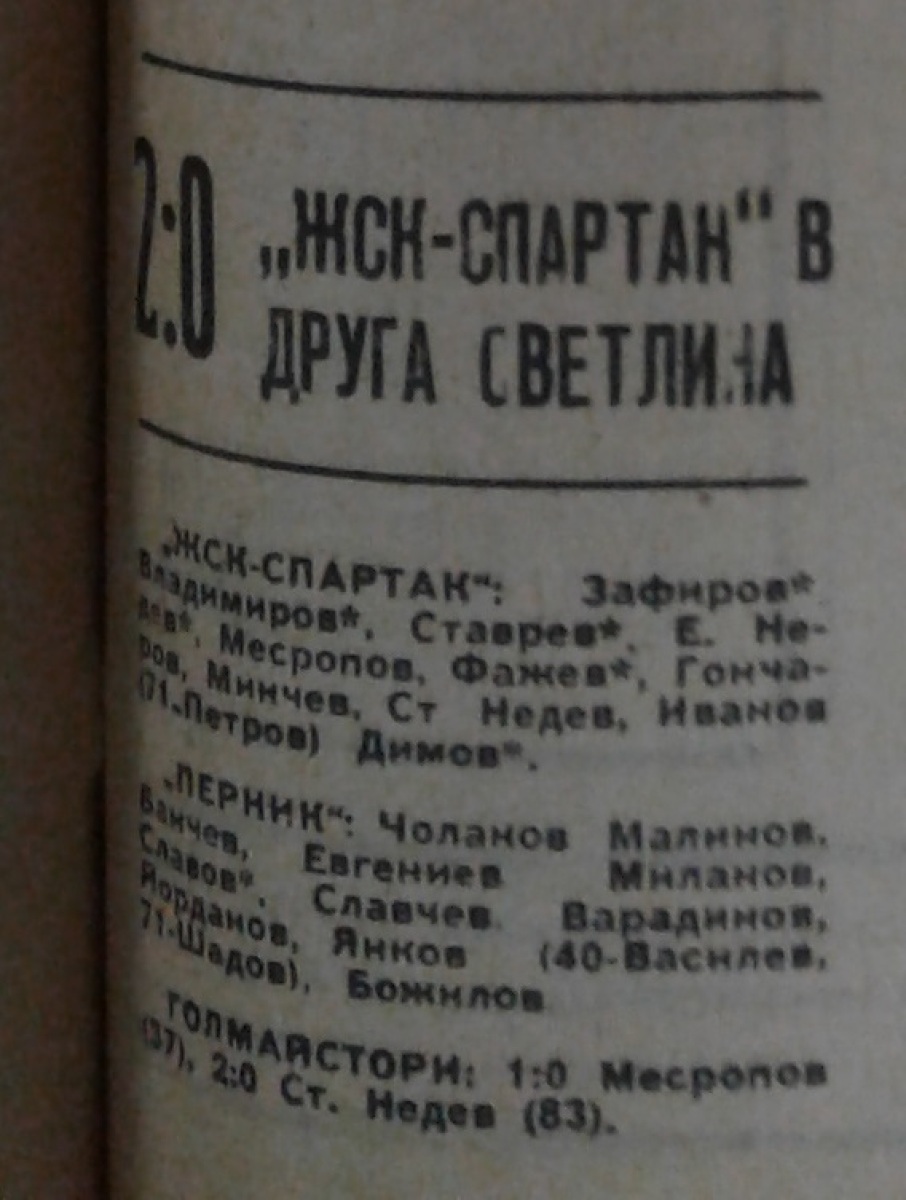 2:0
„ЖСК-СПАРТАК“ В
ДРУГА СВЕТЛИНА
„ЖСК-СПАРТАК“: Зафиров*
Владимиров*, Ставрев*, Е. Не-
дев*, Месропов, Фажев*, Гонча-
ров, Минчев, Ст Недев, Иванов
(71-Петров) Димов*.
„ПЕРНИК“: Чоланов Малинов,
Банчев, Евгениев Миланов,
Славов*, Славчев. Варадинов,
Йорданов, Янков (40-Василев,
71-Шадов), Божилов
ГОЛМАЙСТОРИ: 1:0 Месропов
(37), 2:0 Ст. Недев (83).